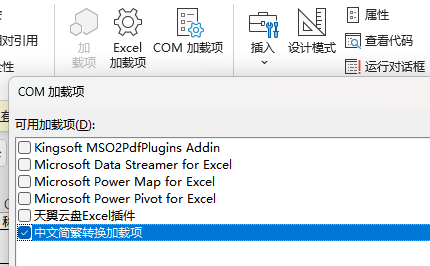 属性
加
载项
Excel
加载项
COM 加载项
插入
设计模式
查看代码
运行对话框
对引用
全性
COM 加载项
可用加载项(D):
Kingsoft MSO2PdfPlugins Addin
Microsoft Data Streamer for Excel
Microsoft Power Map for Excel
Microsoft Power Pivot for Excel
天翼云盘Excel插件
中文简繁转换加载项